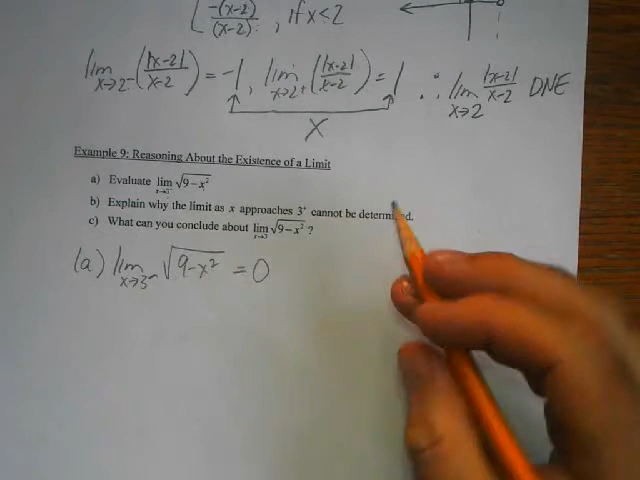 -(x-2)/(x-2), if x<2
lim x→2⁻ (|x-2|/x-2) = -1, lim x→2⁺ (|x-2|/x-2) = 1 ∴ lim x→2 |x-2|/x-2 DNE
X
Example 9: Reasoning About the Existence of a Limit
a) Evaluate lim x→3⁻ √9-x²
b) Explain why the limit as x approaches 3⁺ cannot be determined.
c) What can you conclude about lim x→3 √9-x² ?
(a) lim x→3⁻ √9-x² = 0